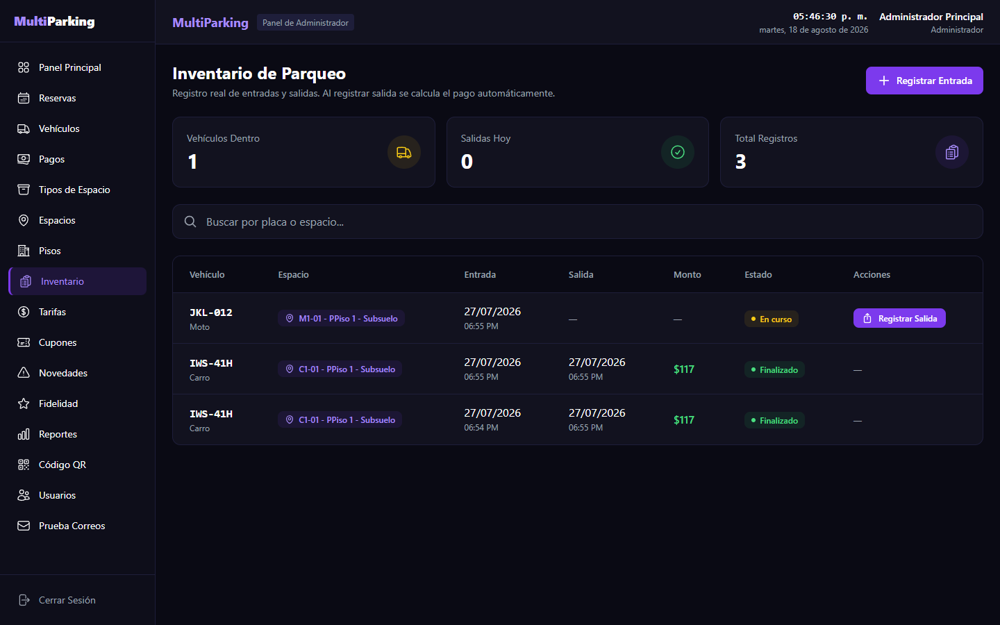 MultiParking
Panel Principal
Reservas
Vehículos
Pagos
Tipos de Espacio
Espacios
Pisos
Inventario
Tarifas
Cupones
Novedades
Fidelidad
Reportes
Código QR
Usuarios
Prueba Correos
Cerrar Sesión
MultiParking Panel de Administrador
05:46:30 p. m.
martes, 18 de agosto de 2026
Administrador Principal
Administrador
Inventario de Parqueo
Registro real de entradas y salidas. Al registrar salida se calcula el pago automáticamente.
Registrar Entrada
Vehículos Dentro
1
Salidas Hoy
0
Total Registros
3
Buscar por placa o espacio...
Vehículo Espacio Entrada Salida Monto Estado Acciones
JKL-012 M1-01 - PPiso 1 - Subsuelo 27/07/2026 — — En curso Registrar Salida
Moto 06:55 PM
IWS-41H C1-01 - PPiso 1 - Subsuelo 27/07/2026 27/07/2026 $117 Finalizado —
Carro 06:55 PM 06:55 PM
IWS-41H C1-01 - PPiso 1 - Subsuelo 27/07/2026 27/07/2026 $117 Finalizado —
Carro 06:54 PM 06:55 PM